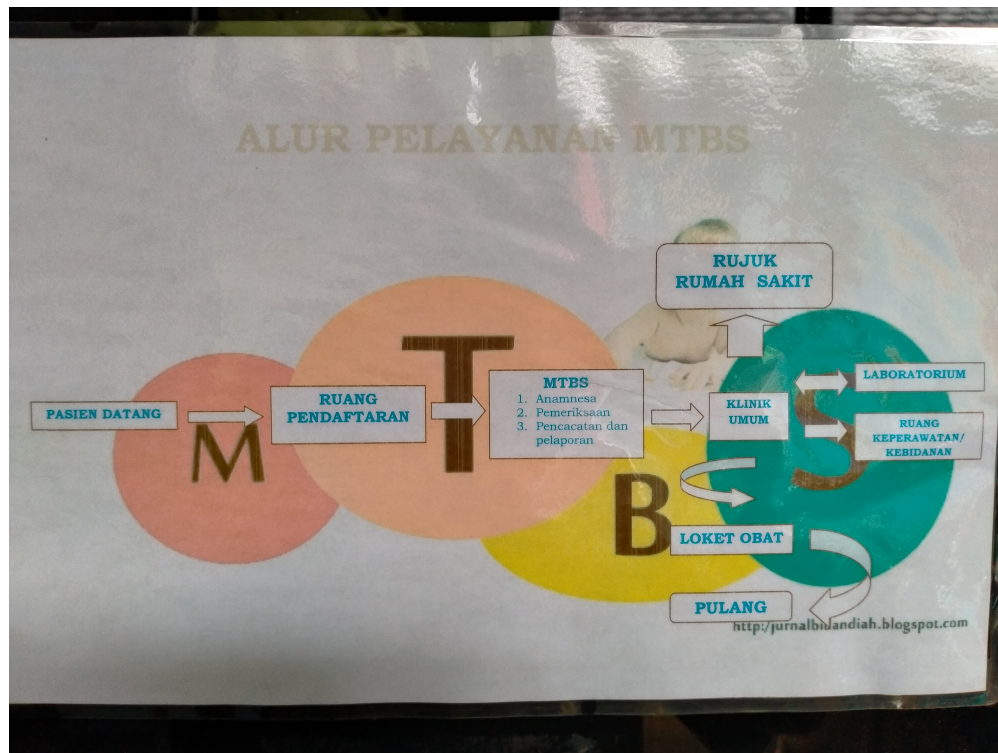 ALUR PELAYANAN MTBS
RUJUK
RUMAH SAKIT
PASIEN DATANG
RUANG
PENDAFTARAN
MTBS
1. Anamnesa
2. Pemeriksaan
3. Pencacatan dan
pelaporan
KLINIK
UMUM
LABORATORIUM
RUANG
KEPERAWATAN/
KEBIDANAN
M
T
B
S
LOKET OBAT
PULANG
http:/jurnalbidandiah.blogspot.com